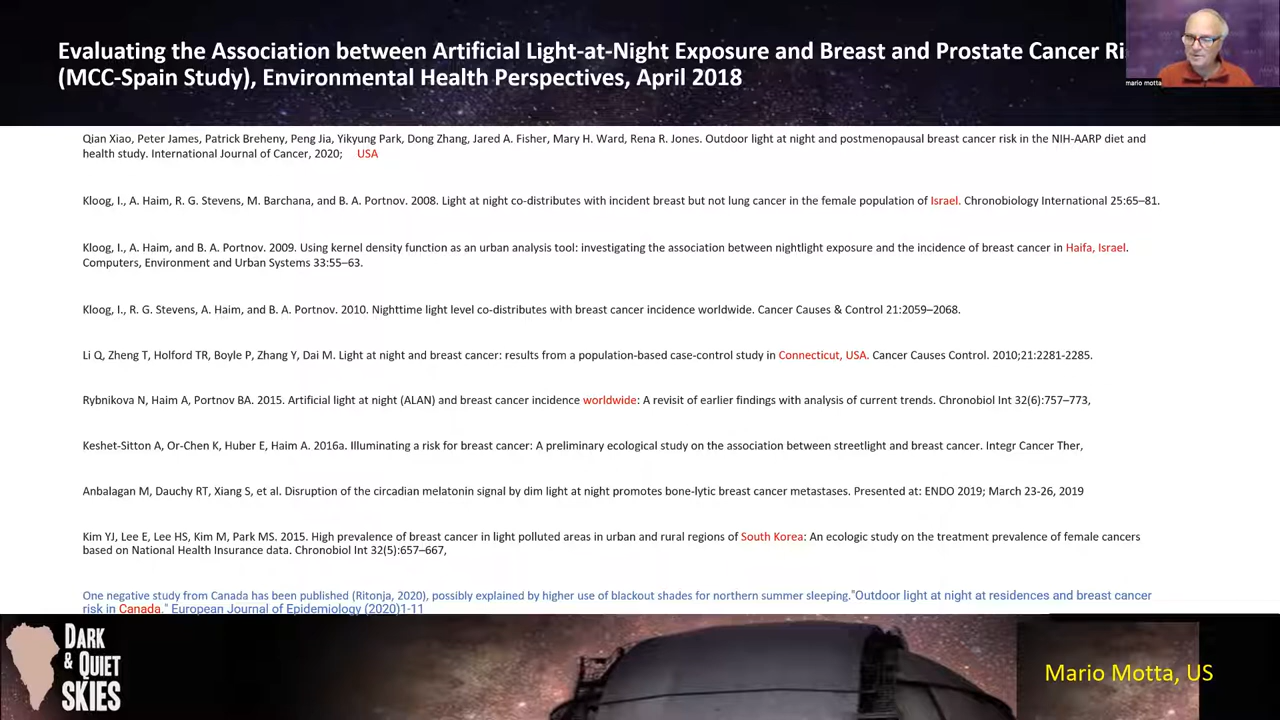 Evaluating the Association between Artificial Light-at-Night Exposure and Breast and Prostate Cancer
(MCC-Spain Study), Environmental Health Perspectives, April 2018
mario motta
Qian Xiao, Peter James, Patrick Breheny, Peng Jia, Yikyung Park, Dong Zhang, Jared A. Fisher, Mary H. Ward, Rena R. Jones. Outdoor light at night and postmenopausal breast cancer risk in the NIH-AARP diet and
health study. International Journal of Cancer, 2020; USA
Kloog, I., A. Haim, R. G. Stevens, M. Barchana, and B. A. Portnov. 2008. Light at night co-distributes with incident breast but not lung cancer in the female population of Israel. Chronobiology International 25:65–81.
Kloog, I., A. Haim, and B. A. Portnov. 2009. Using kernel density function as an urban analysis tool: investigating the association between nightlight exposure and the incidence of breast cancer in Haifa, Israel.
Computers, Environment and Urban Systems 33:55–63.
Kloog, I., R. G. Stevens, A. Haim, and B. A. Portnov. 2010. Nighttime light level co-distributes with breast cancer incidence worldwide. Cancer Causes & Control 21:2059–2068.
Li Q, Zheng T, Holford TR, Boyle P, Zhang Y, Dai M. Light at night and breast cancer: results from a population-based case-control study in Connecticut, USA. Cancer Causes Control. 2010;21:2281-2285.
Rybnikova N, Haim A, Portnov BA. 2015. Artificial light at night (ALAN) and breast cancer incidence worldwide: A revisit of earlier findings with analysis of current trends. Chronobiol Int 32(6):757–773,
Keshet-Sitton A, Or-Chen K, Huber E, Haim A. 2016a. Illuminating a risk for breast cancer: A preliminary ecological study on the association between streetlight and breast cancer. Integr Cancer Ther,
Anbalagan M, Dauchy RT, Xiang S, et al. Disruption of the circadian melatonin signal by dim light at night promotes bone-lytic breast cancer metastases. Presented at: ENDO 2019; March 23-26, 2019
Kim YJ, Lee E, Lee HS, Kim M, Park MS. 2015. High prevalence of breast cancer in light polluted areas in urban and rural regions of South Korea: An ecologic study on the treatment prevalence of female cancers
based on National Health Insurance data. Chronobiol Int 32(5):657–667,
One negative study from Canada has been published (Ritonja, 2020), possibly explained by higher use of blackout shades for northern summer sleeping."Outdoor light at night at residences and breast cancer
risk in Canada." European Journal of Epidemiology (2020)1-11
DARK
& QUIET
SKIES
Mario Motta, US